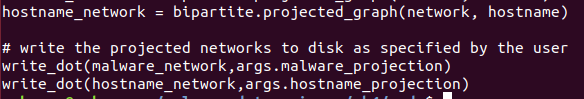 hostname_network = bipartite.projected_graph(network, hostname)
# write the projected networks to disk as specified by the user
write_dot(malware_network,args.malware_projection)
write_dot(hostname_network,args.hostname_projection)